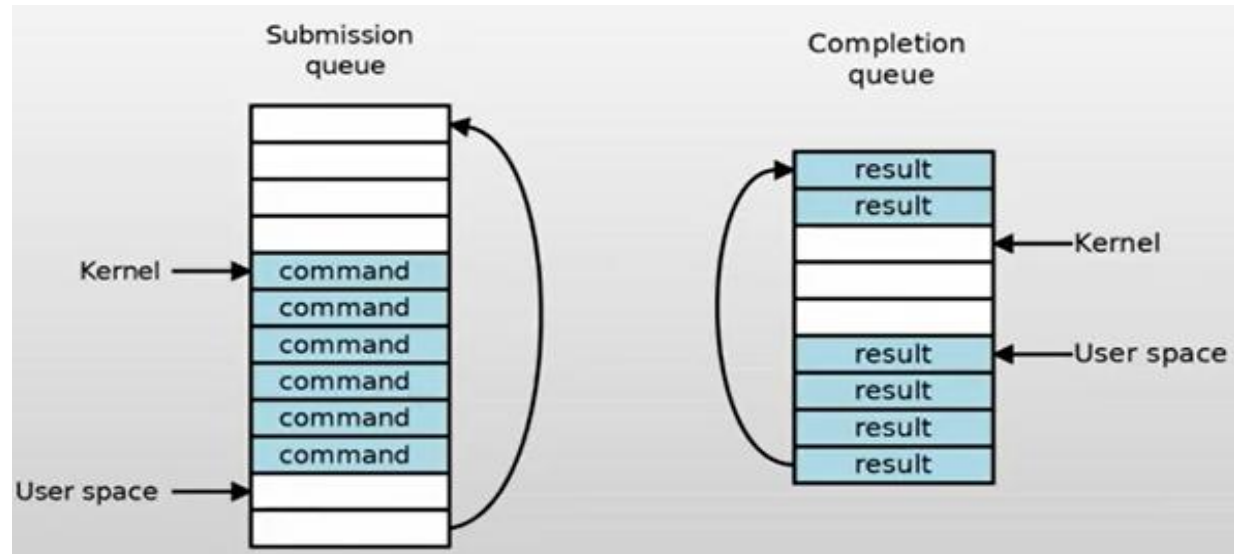 Submission
queue
Kernel
command
command
command
command
command
command
User space
Completion
queue
result
result
Kernel
result
User space
result
result
result